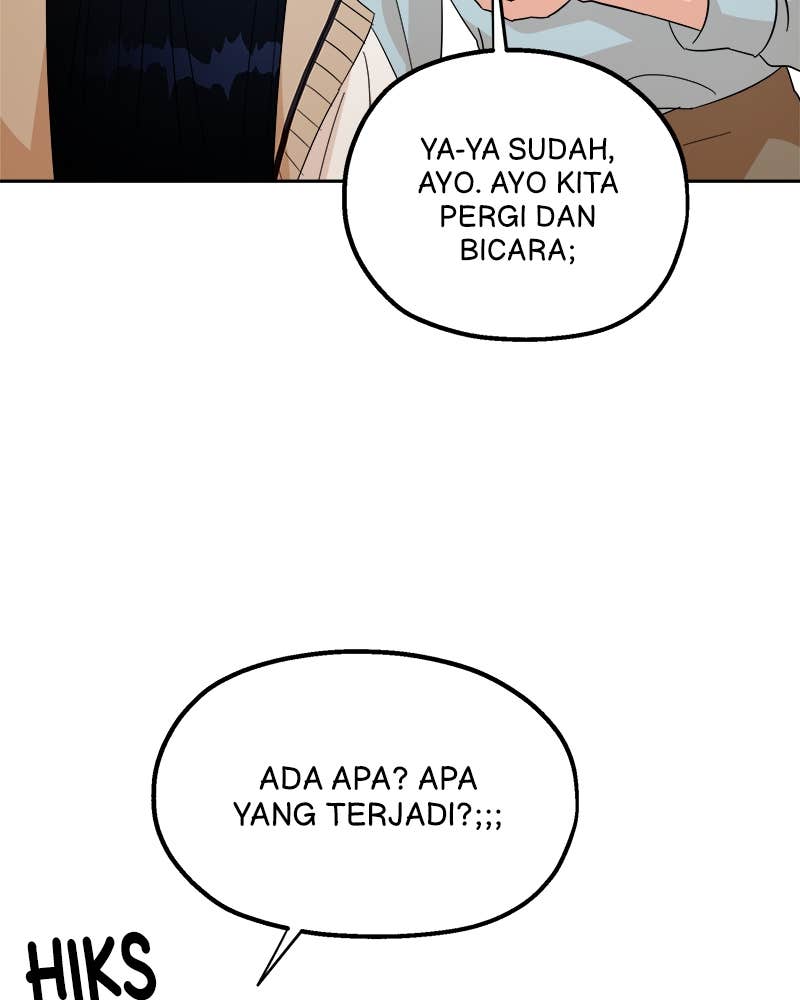 YA-YA SUDAH,
AYO. AYO KITA
PERGI DAN
BICARA;
ADA APA? APA
YANG TERJADI?;;;
HIKS